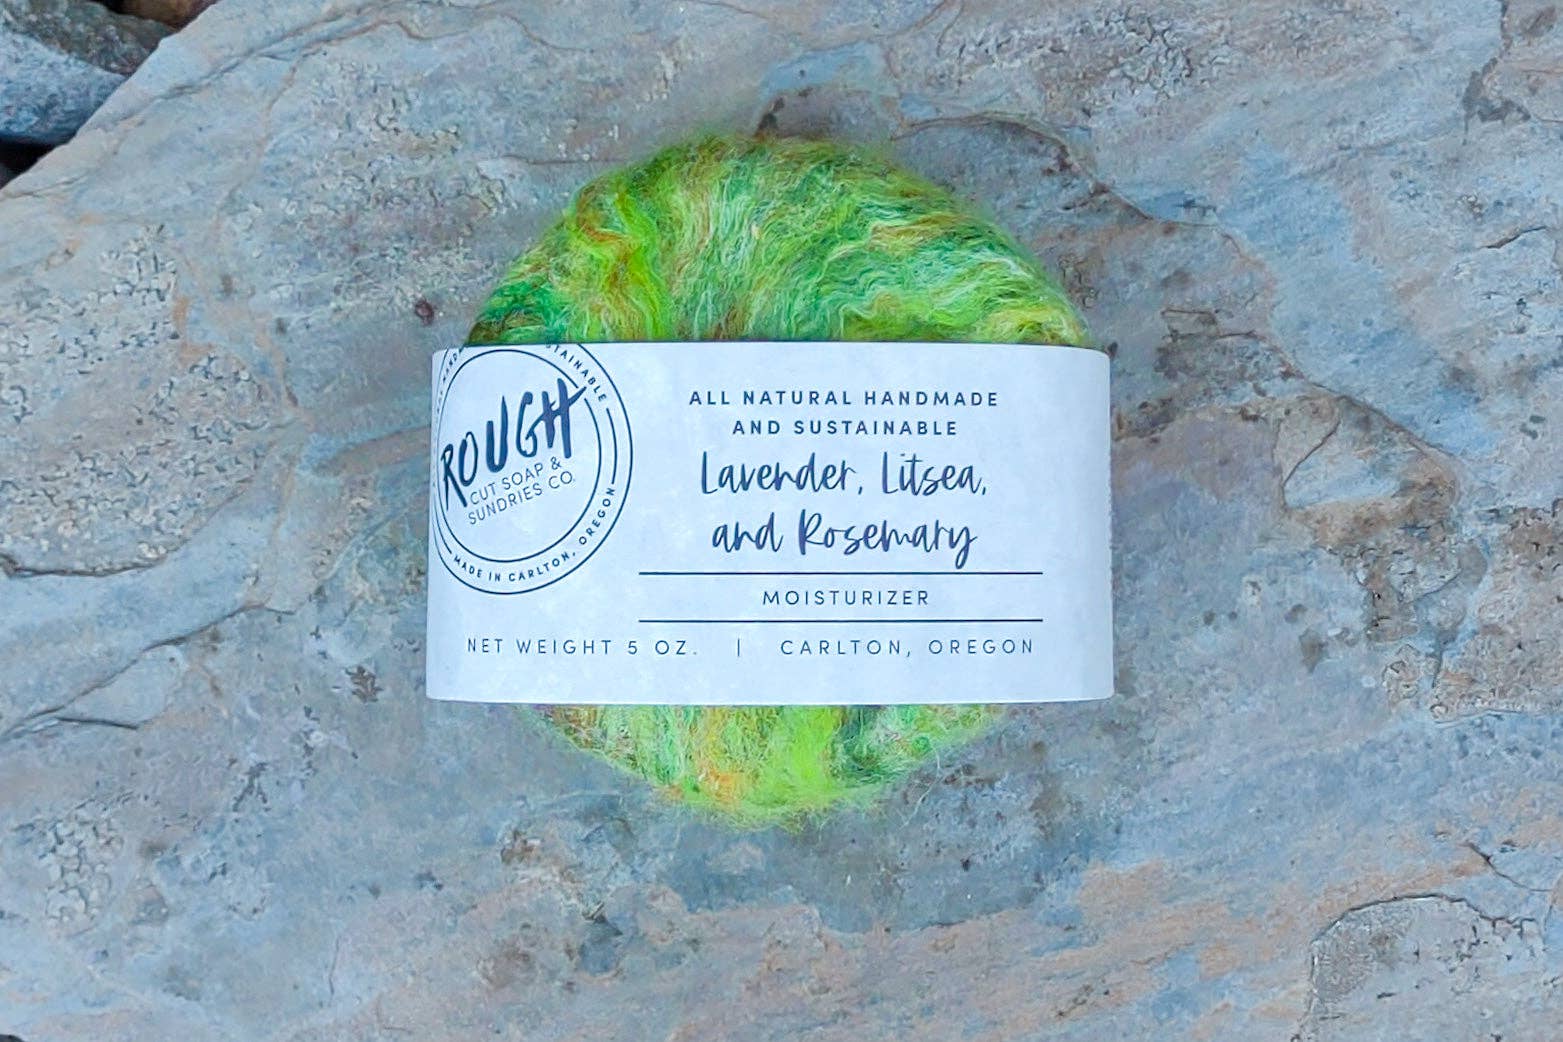 STAINABLE
ROUGH
CUT SOAP &
SUNDRIES CO.
MADE IN CARLTON, OREGON
ALL NATURAL HANDMADE
AND SUSTAINABLE
Lavender, Litsea,
and Rosemary
MOISTURIZER
NET WEIGHT 5 OZ. | CARLTON, OREGON